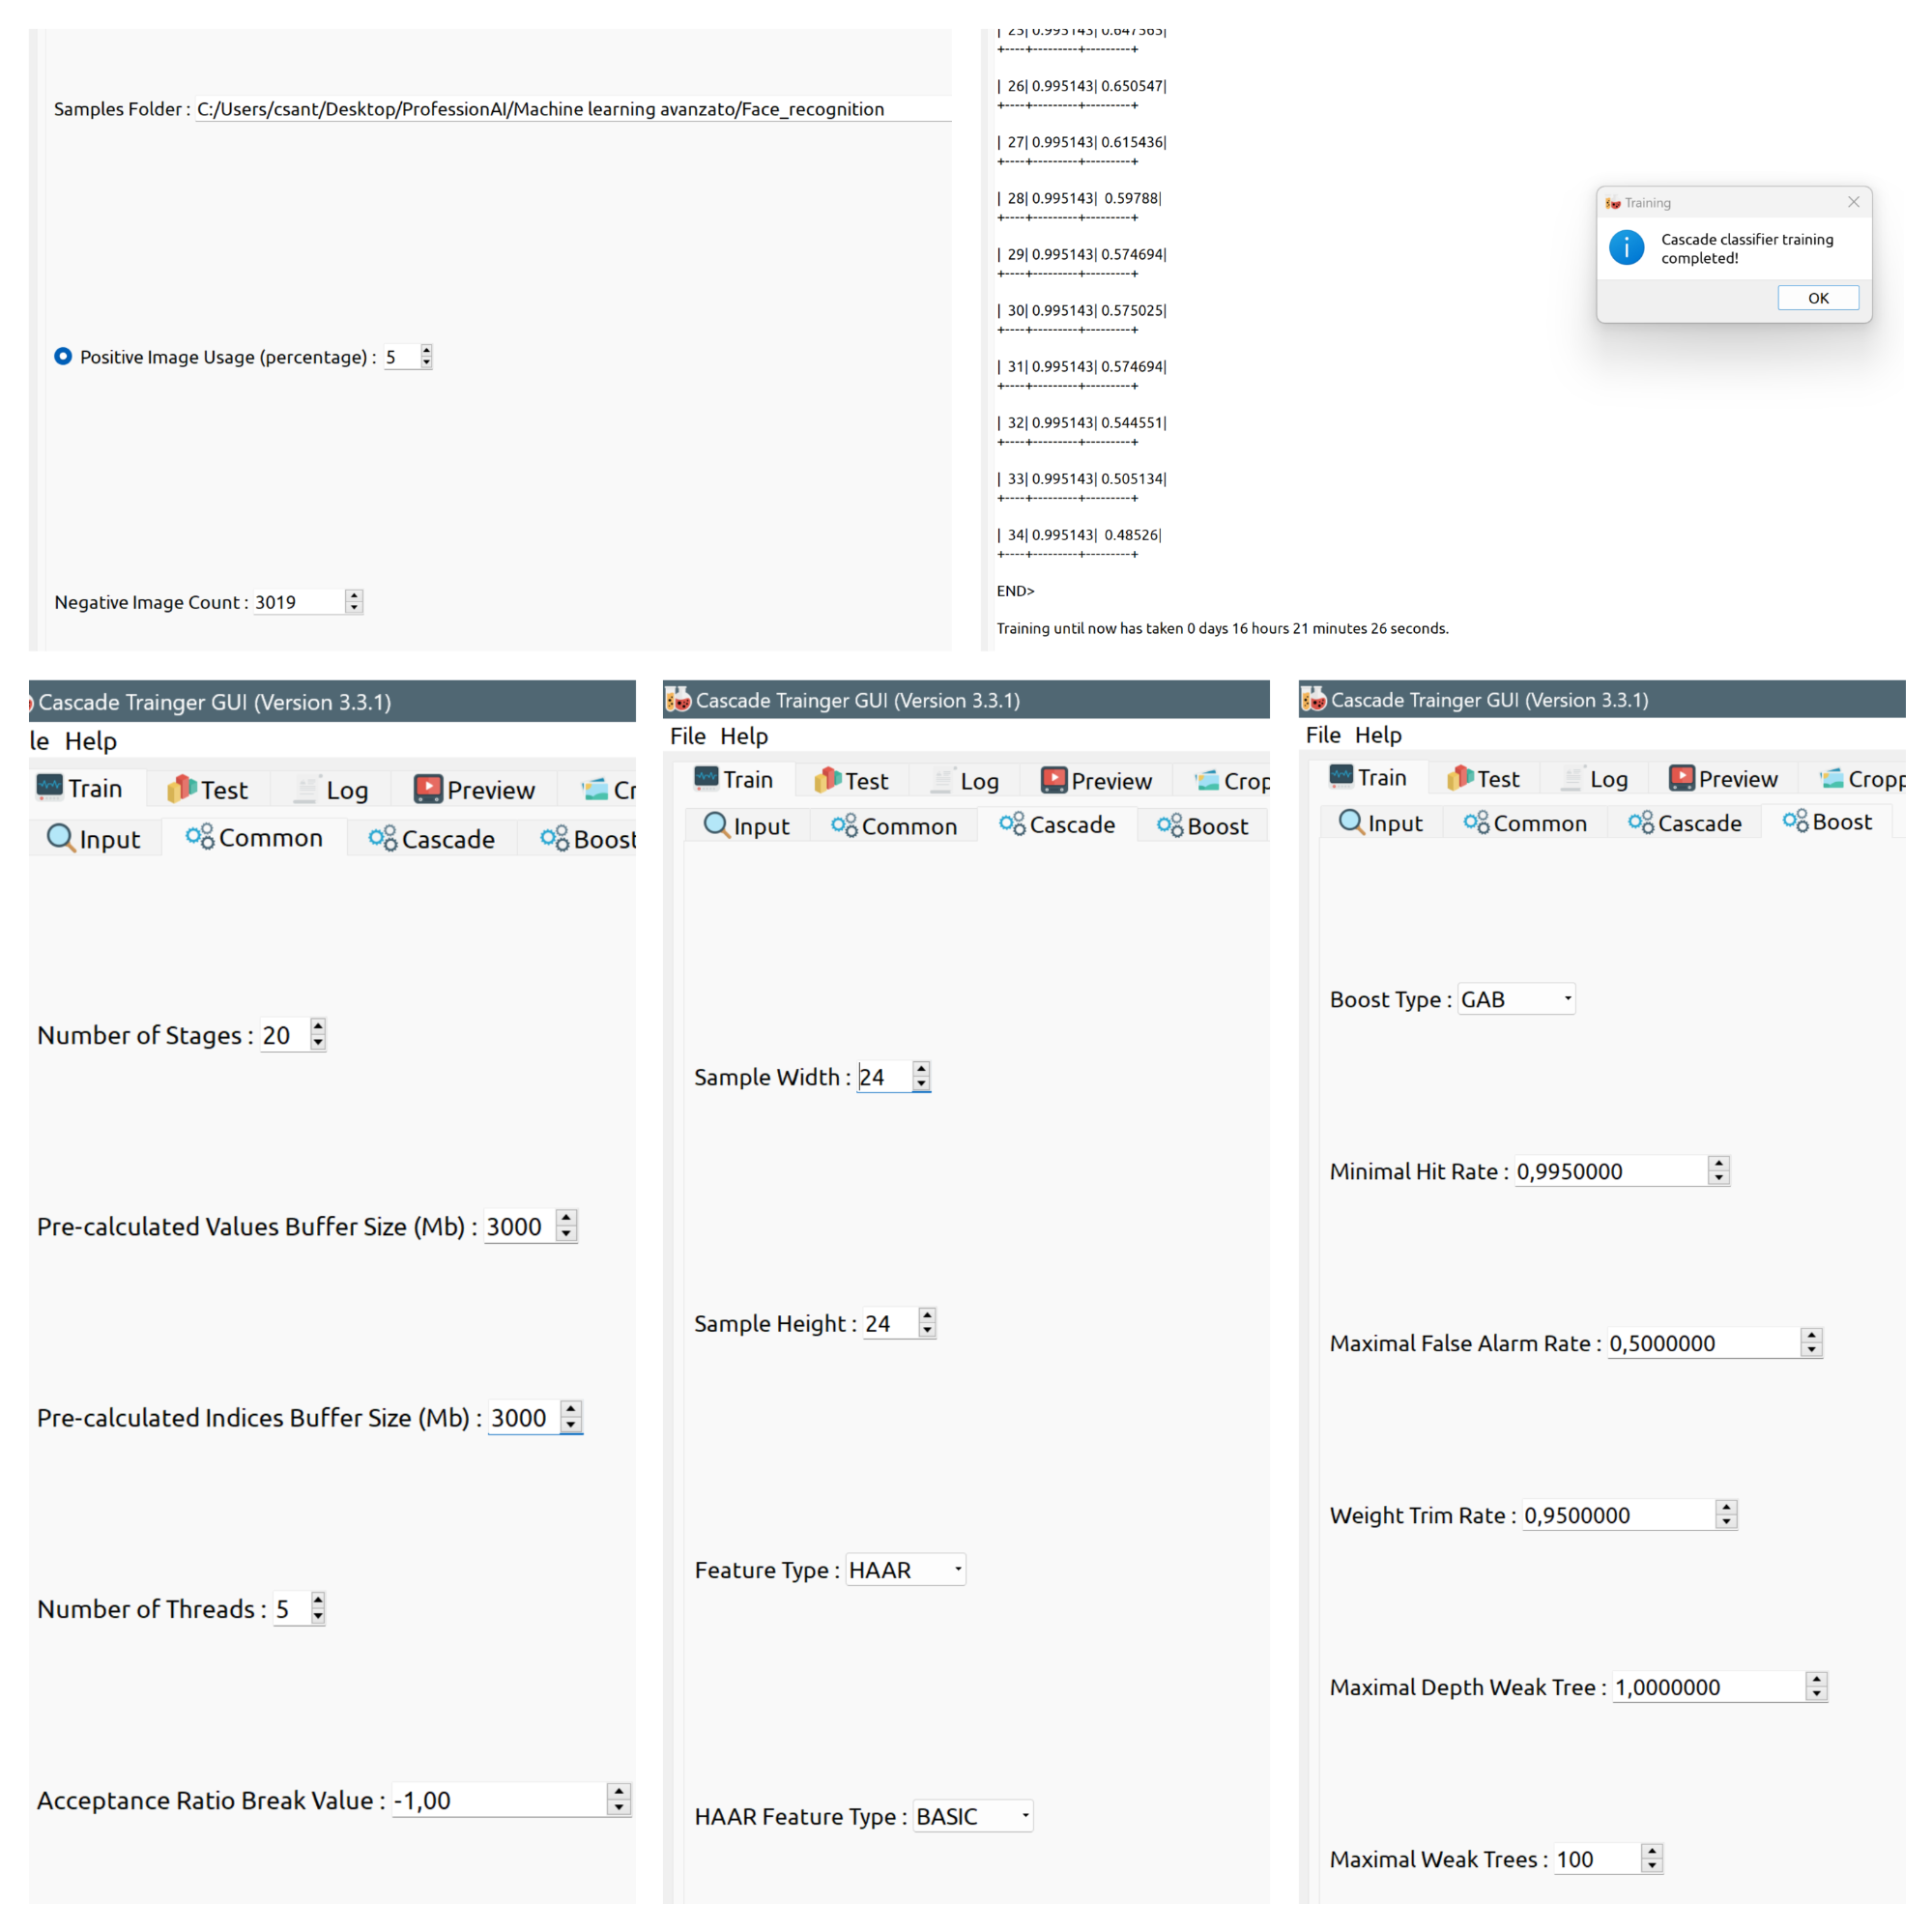 Samples Folder : C:/Users/csant/Desktop/ProfessionAI/Machine learning avanzato/Face_recognition
Positive Image Usage (percentage) : 5
Negative Image Count : 3019
| 25| 0.995143| 0.647565|
+----+---------+---------+
| 26| 0.995143| 0.650547|
+----+---------+---------+
| 27| 0.995143| 0.615436|
+----+---------+---------+
| 28| 0.995143| 0.59788|
+----+---------+---------+
| 29| 0.995143| 0.574694|
+----+---------+---------+
| 30| 0.995143| 0.575025|
+----+---------+---------+
| 31| 0.995143| 0.574694|
+----+---------+---------+
| 32| 0.995143| 0.544551|
+----+---------+---------+
| 33| 0.995143| 0.505134|
+----+---------+---------+
| 34| 0.995143| 0.48526|
+----+---------+---------+
END>
Training until now has taken 0 days 16 hours 21 minutes 26 seconds.
Training
Cascade classifier training
completed!
OK
Cascade Trainger GUI (Version 3.3.1)
le Help
Train Test Log Preview Cr
Input Common Cascade Boost
Number of Stages : 20
Pre-calculated Values Buffer Size (Mb) : 3000
Pre-calculated Indices Buffer Size (Mb) : 3000
Number of Threads : 5
Acceptance Ratio Break Value : -1,00
Cascade Trainger GUI (Version 3.3.1)
File Help
Train Test Log Preview Crop
Input Common Cascade Boost
Sample Width : 24
Sample Height : 24
Feature Type : HAAR
HAAR Feature Type : BASIC
Cascade Trainger GUI (Version 3.3.1)
File Help
Train Test Log Preview Cropp
Input Common Cascade Boost
Boost Type : GAB
Minimal Hit Rate : 0,9950000
Maximal False Alarm Rate : 0,5000000
Weight Trim Rate : 0,9500000
Maximal Depth Weak Tree : 1,0000000
Maximal Weak Trees : 100